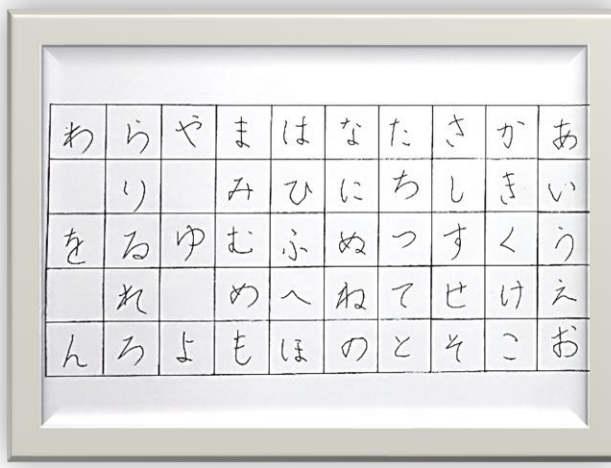 わ ら や ま は な た さ か あ
り み ひ に ち し き い
を る ゆ む ふ ぬ つ す く う
れ め へ ね て せ け え
ん ろ よ も ほ の と そ こ お